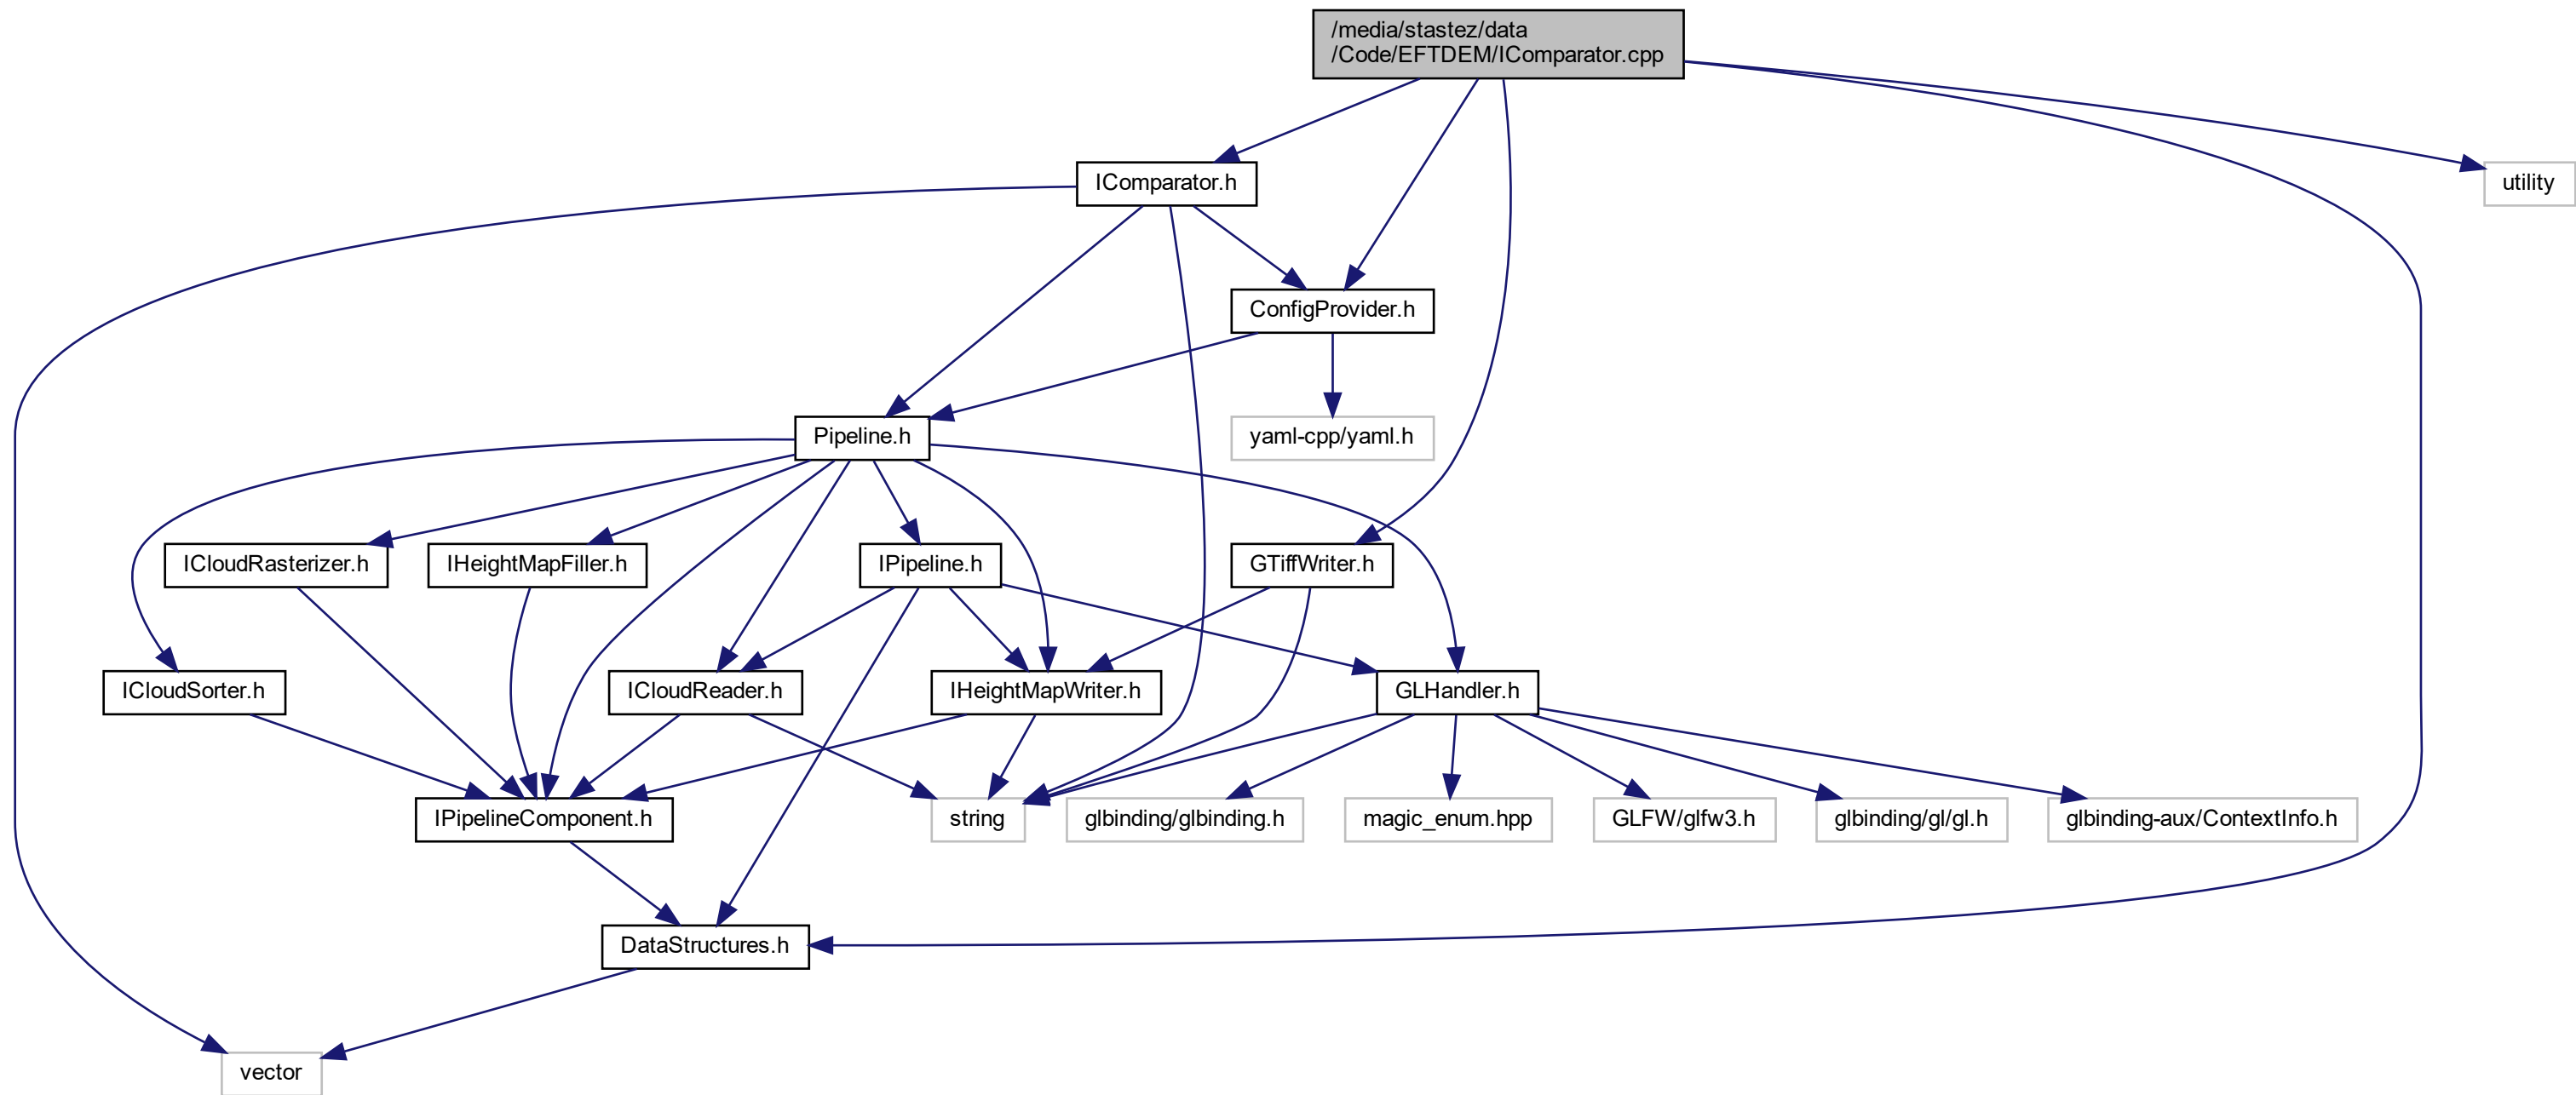 /media/stastez/data
/Code/EFTDEM/IComparator.cpp
IComparator.h
utility
ConfigProvider.h
Pipeline.h
yaml-cpp/yaml.h
ICloudRasterizer.h
IHeightMapFiller.h
IPipeline.h
GTiffWriter.h
ICloudSorter.h
ICloudReader.h
IHeightMapWriter.h
GLHandler.h
IPipelineComponent.h
string
glbinding/glbinding.h
magic_enum.hpp
GLFW/glfw3.h
glbinding/gl/gl.h
glbinding-aux/ContextInfo.h
DataStructures.h
vector